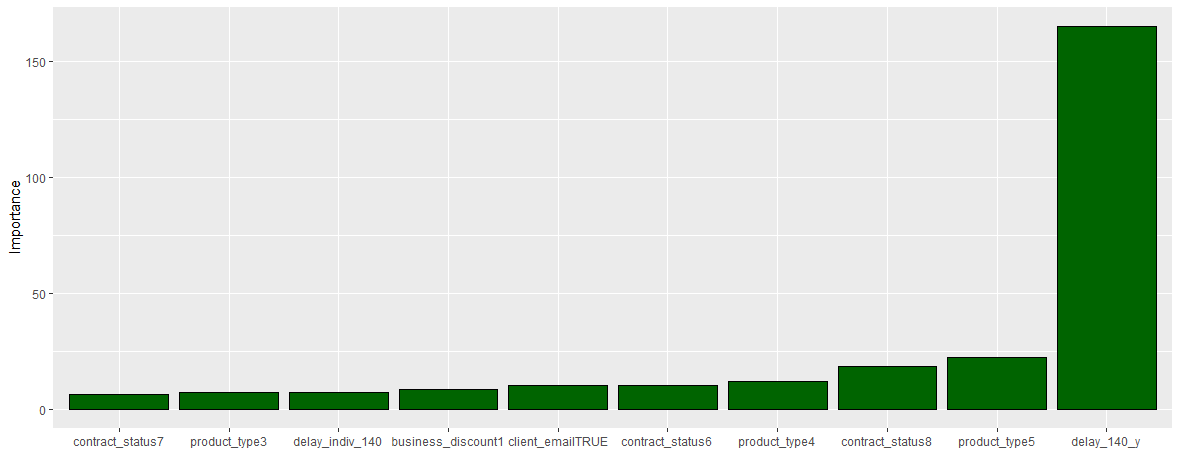 150
100
50
0
Importance
contract_status7 product_type3 delay_indiv_140 business_discount1 client_emailTRUE contract_status6 product_type4 contract_status8 product_type5 delay_140_y